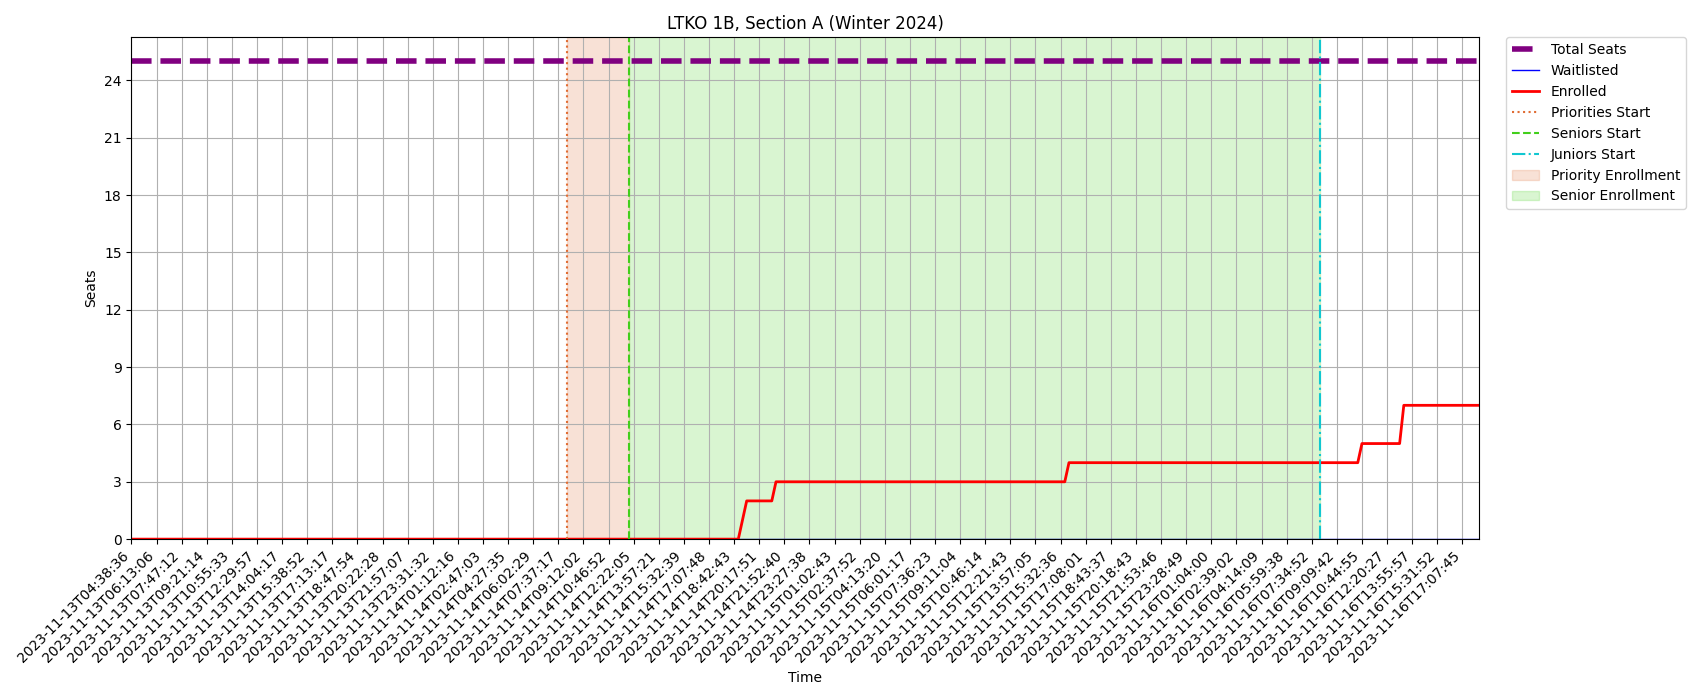 LTKO 1B, Section A (Winter 2024)
Total Seats
Waitlisted
Enrolled
Priorities Start
Seniors Start
Juniors Start
Priority Enrollment
Senior Enrollment
Seats
24
21
18
15
12
9
6
3
0
2023-11-13T04:38:36
2023-11-13T06:13:06
2023-11-13T07:47:12
2023-11-13T09:21:14
2023-11-13T10:55:33
2023-11-13T12:29:57
2023-11-13T14:04:17
2023-11-13T15:38:52
2023-11-13T17:13:17
2023-11-13T18:47:54
2023-11-13T20:22:28
2023-11-13T21:57:07
2023-11-13T23:31:32
2023-11-14T01:12:16
2023-11-14T02:47:03
2023-11-14T04:27:35
2023-11-14T06:02:29
2023-11-14T07:37:17
2023-11-14T09:12:02
2023-11-14T10:46:52
2023-11-14T12:22:05
2023-11-14T13:57:21
2023-11-14T15:32:39
2023-11-14T17:07:48
2023-11-14T18:42:43
2023-11-14T20:17:51
2023-11-14T21:52:40
2023-11-14T23:27:38
2023-11-15T01:02:43
2023-11-15T02:37:52
2023-11-15T04:13:20
2023-11-15T06:01:17
2023-11-15T07:36:23
2023-11-15T09:11:04
2023-11-15T10:46:14
2023-11-15T12:21:43
2023-11-15T13:57:05
2023-11-15T15:32:36
2023-11-15T17:08:01
2023-11-15T18:43:37
2023-11-15T20:18:43
2023-11-15T21:53:46
2023-11-15T23:28:49
2023-11-16T01:04:00
2023-11-16T02:39:02
2023-11-16T04:14:09
2023-11-16T05:59:38
2023-11-16T07:34:52
2023-11-16T09:09:42
2023-11-16T10:44:55
2023-11-16T12:20:27
2023-11-16T13:55:57
2023-11-16T15:31:52
2023-11-16T17:07:45
Time